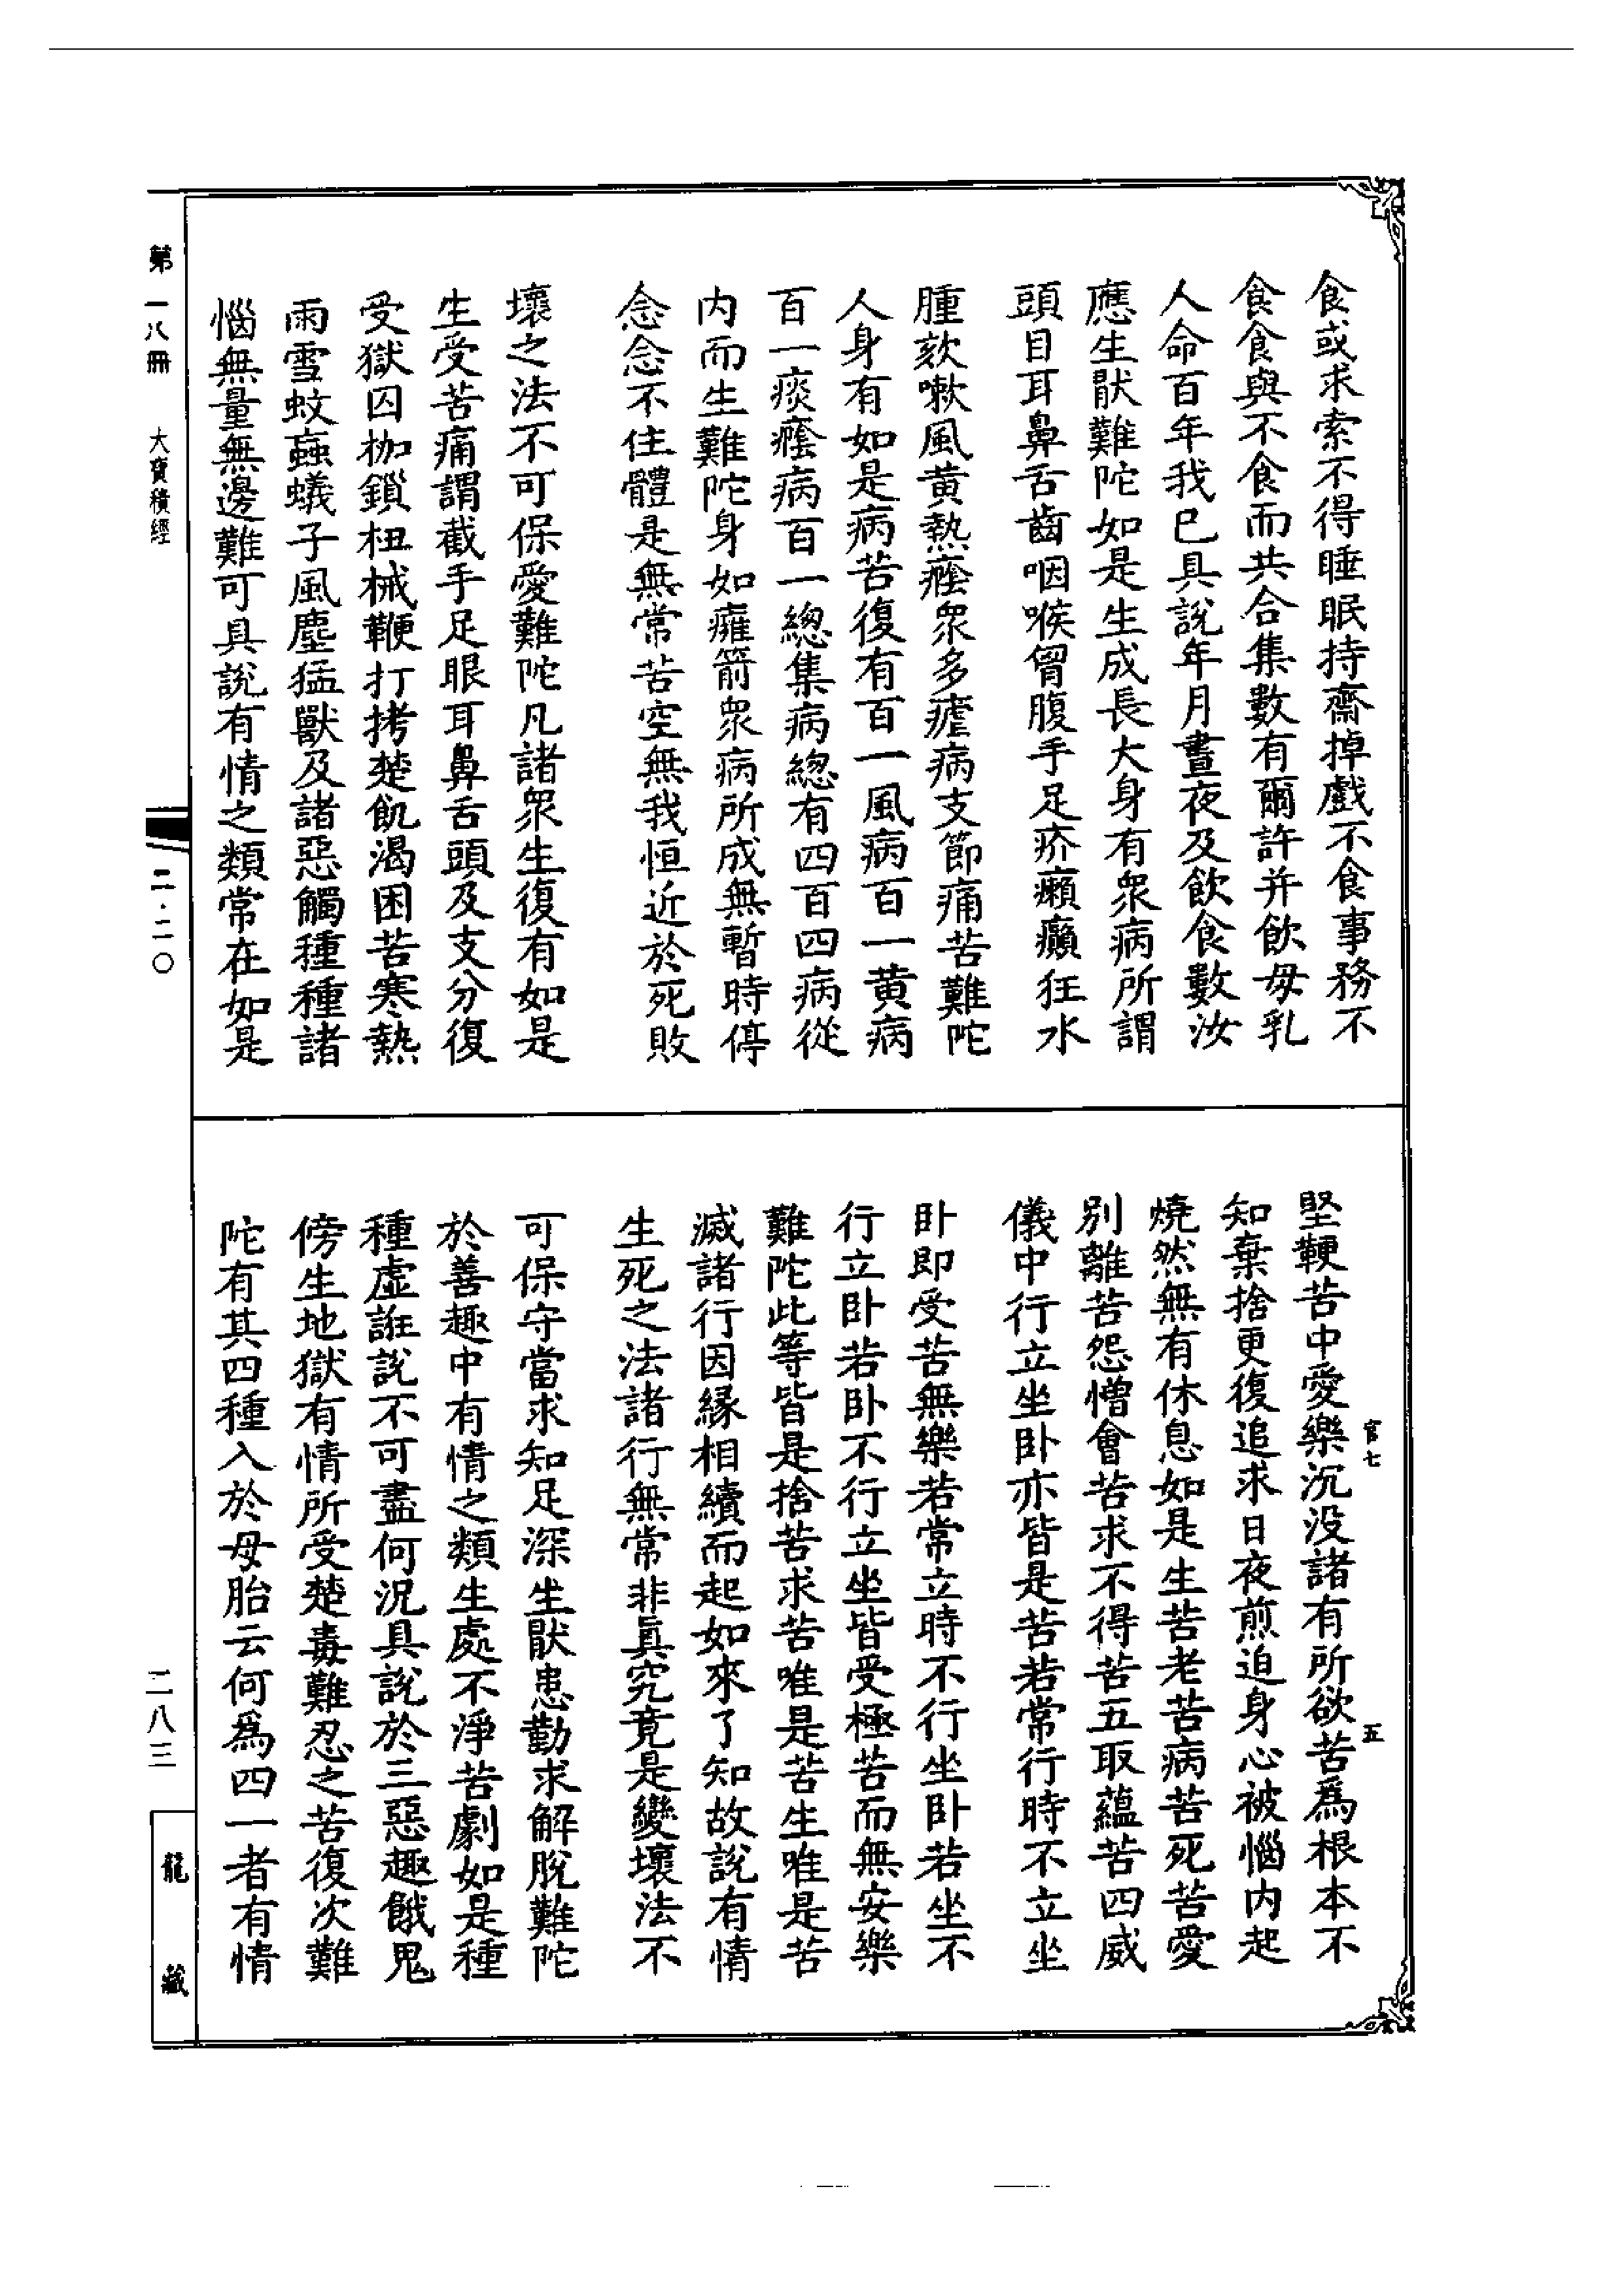 食或求索不得睡眠持齋掉戲不食事務不
食食與不食而共合集數有爾許并飲母乳
人命百年我已具說年月晝夜及飲食數汝
應生猒難陀如是生成長大身有衆病所謂
頭目耳鼻舌齒咽喉胷腹手足疥癩癲狂水
腫欬嗽風黄熱癊衆多瘧病支節痛苦難陀
人身有如是病苦復有百一風病百一黄病
百一痰癊病百一總集病總有四百四病從
内而生難陀身如癰箭衆病所成無暫時停
念念不住體是無常苦空無我恒近於死敗
壞之法不可保愛難陀凡諸衆生復有如是
生受苦痛謂截手足眼耳鼻舌頭及支分復
受獄囚枷鎖杻械鞭打拷楚飢渴困苦寒熱
雨雪蚊䖟蟻子風塵猛獸及諸惡觸種種諸
惱無量無邊難可具說有情之類常在如是
堅鞕苦中愛樂沉没諸有所欲苦爲根本不
知棄捨更復追求日夜煎迫身心被惱内起
燒然無有休息如是生苦老苦病苦死苦愛
別離苦怨憎會苦求不得苦五取蘊苦四威
儀中行立坐卧亦皆是苦若常行時不立坐
卧即受苦無樂若常立時不行坐卧若坐不
行立卧若卧不行立坐皆受極苦而無安樂
難陀此等皆是捨苦求苦唯是苦生唯是苦
滅諸行因緣相續而起如來了知故說有情
生死之法諸行無常非眞究竟是變壞法不
可保守當求知足深生猒患勤求解脫難陀
於善趣中有情之類生處不淨苦劇如是種
種虛誑說不可盡何況具說於三惡趣餓鬼
傍生地獄有情所受楚毒難忍之苦復次難
陀有其四種入於母胎云何爲四一者有情
官七
五
第一八冊
大寶積經
二·二〇
二八三
龍藏